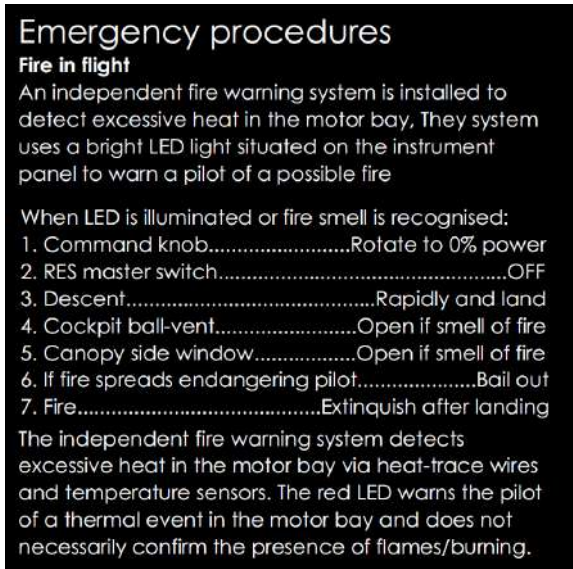 Emergency procedures
Fire in flight
An independent fire warning system is installed to
detect excessive heat in the motor bay, They system
uses a bright LED light situated on the instrument
panel to warn a pilot of a possible fire
When LED is illuminated or fire smell is recognised:
1. Command knob...........................Rotate to 0% power
2. RES master switch.......................................................OFF
3. Descent...............................................Rapidly and land
4. Cockpit ball-vent...........................Open if smell of fire
5. Canopy side window...................Open if smell of fire
6. If fire spreads endangering pilot......................Bail out
7. Fire..............................................Extinquish after landing
The independent fire warning system detects
excessive heat in the motor bay via heat-trace wires
and temperature sensors. The red LED warns the pilot
of a thermal event in the motor bay and does not
necessarily confirm the presence of flames/burning.